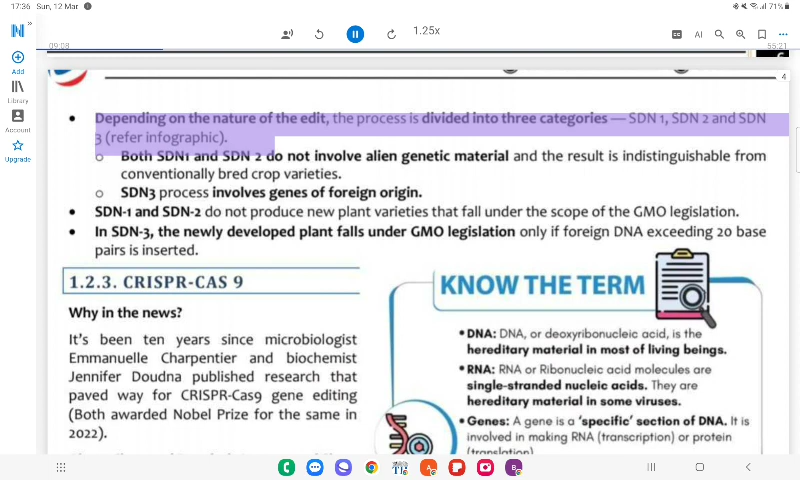 17:36 Sun, 12 Mar
71%
N
»
1.25x
CC
AI
09:08
55:21
Add
Library
Account
Upgrade
4
• Depending on the nature of the edit, the process is divided into three categories — SDN 1, SDN 2 and SDN
3 (refer infographic).
o Both SDN1 and SDN 2 do not involve alien genetic material and the result is indistinguishable from
conventionally bred crop varieties.
o SDN3 process involves genes of foreign origin.
• SDN-1 and SDN-2 do not produce new plant varieties that fall under the scope of the GMO legislation.
• In SDN-3, the newly developed plant falls under GMO legislation only if foreign DNA exceeding 20 base
pairs is inserted.
1.2.3. CRISPR-CAS 9
Why in the news?
It's been ten years since microbiologist
Emmanuelle Charpentier and biochemist
Jennifer Doudna published research that
paved way for CRISPR-Cas9 gene editing
(Both awarded Nobel Prize for the same in
2022).
KNOW THE TERM
• DNA: DNA, or deoxyribonucleic acid, is the
hereditary material in most of living beings.
• RNA: RNA or Ribonucleic acid molecules are
single-stranded nucleic acids. They are
hereditary material in some viruses.
• Genes: A gene is a 'specific' section of DNA. It is
involved in making RNA (transcription) or protein
(translation)